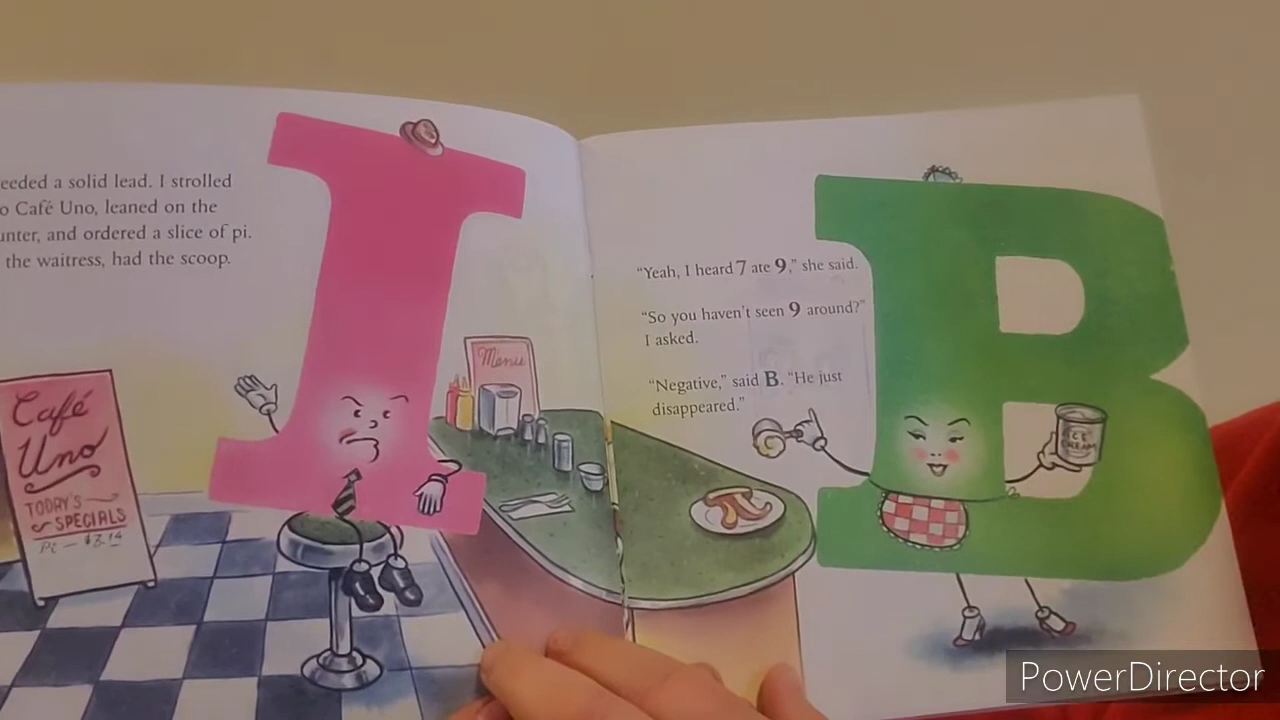 eeded a solid lead. I strolled
o Café Uno, leaned on the
unter, and ordered a slice of pi.
the waitress, had the scoop.
Café
Uno
TODAY'S
SPECIALS
Pi — $3.14
Menu
"Yeah, I heard 7 ate 9," she said.
"So you haven't seen 9 around?"
I asked.
"Negative," said B. "He just
disappeared."
I
B
ICE
CREAM
PowerDirector